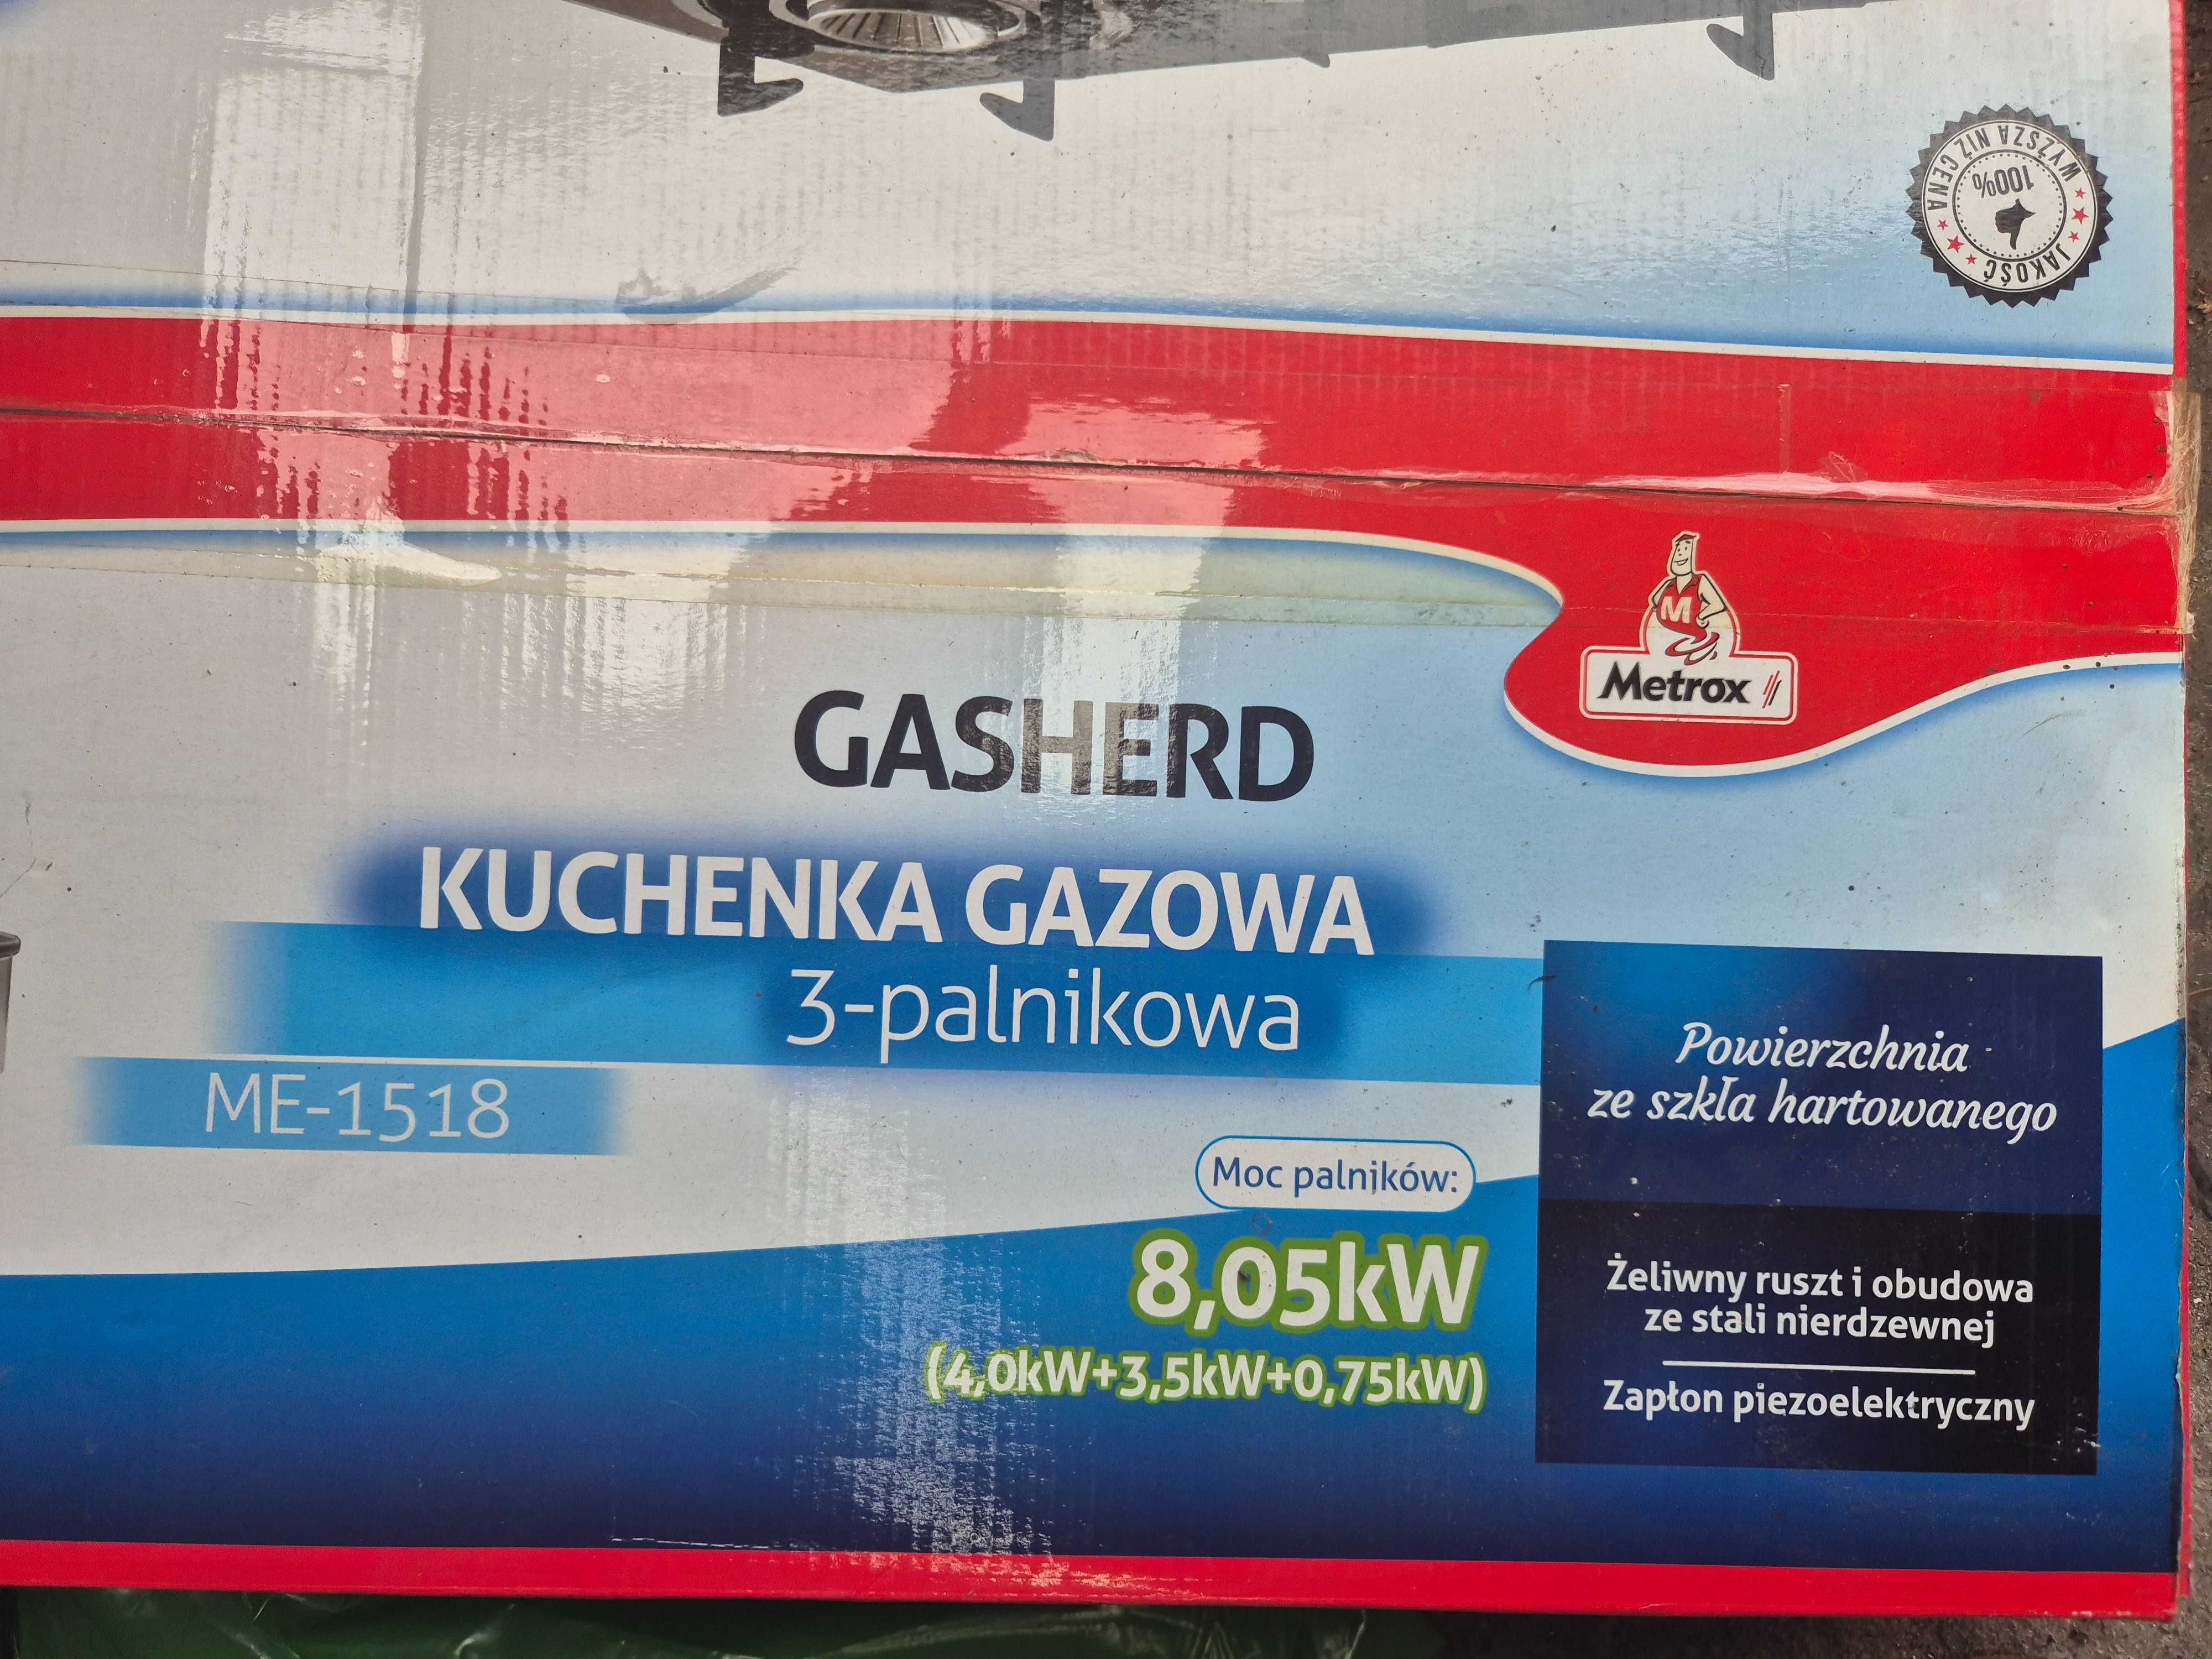 JAKOŚĆ WYŻSZA NIŻ CENA
100%
M
Metrox
GASHERD
KUCHENKA GAZOWA
3-palnikowa
ME-1518
Moc palników:
8,05kW
(4,0kW+3,5kW+0,75kW)
Powierzchnia
ze szkła hartowanego
Żeliwny ruszt i obudowa
ze stali nierdzewnej
Zapłon piezoelektryczny